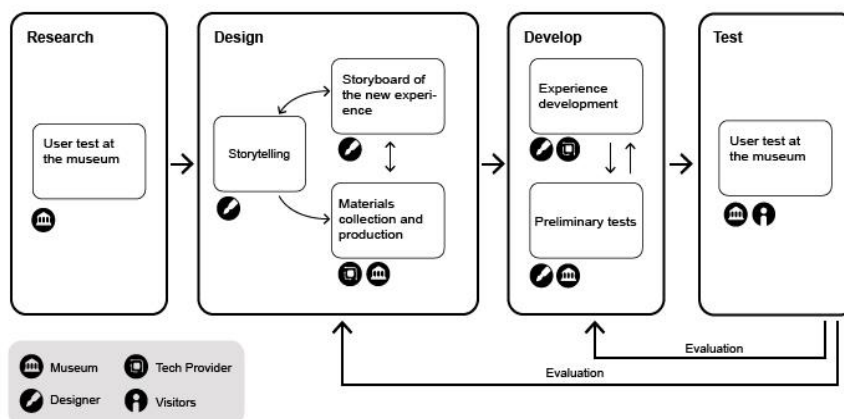 Research
User test at
the museum
Design
Storytelling
Storyboard of
the new experi-
ence
Materials
collection and
production
Develop
Experience
development
Preliminary tests
Test
User test at
the museum
Evaluation
Evaluation
Museum
Tech Provider
Designer
Visitors